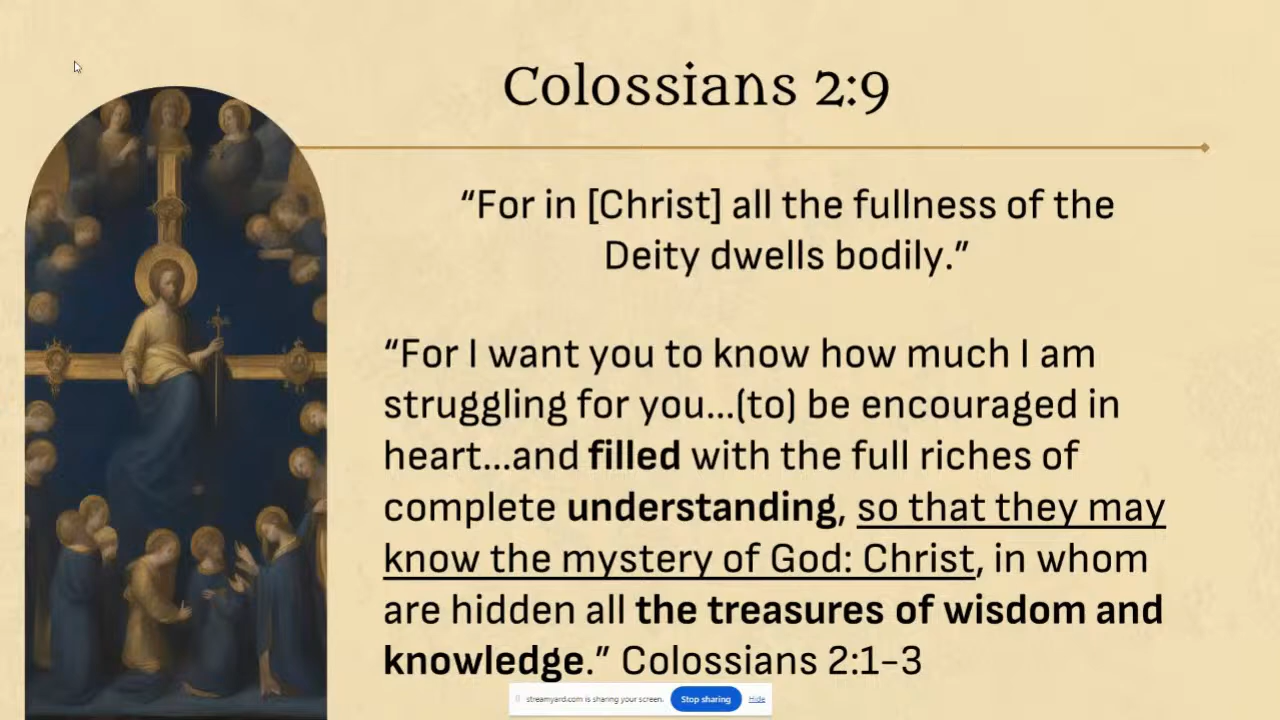 Colossians 2:9
“For in [Christ] all the fullness of the
Deity dwells bodily.”
“For I want you to know how much I am
struggling for you...(to) be encouraged in
heart...and filled with the full riches of
complete understanding, so that they may
know the mystery of God: Christ, in whom
are hidden all the treasures of wisdom and
knowledge.” Colossians 2:1-3
streamyard.com is sharing your screen. Stop sharing Hide